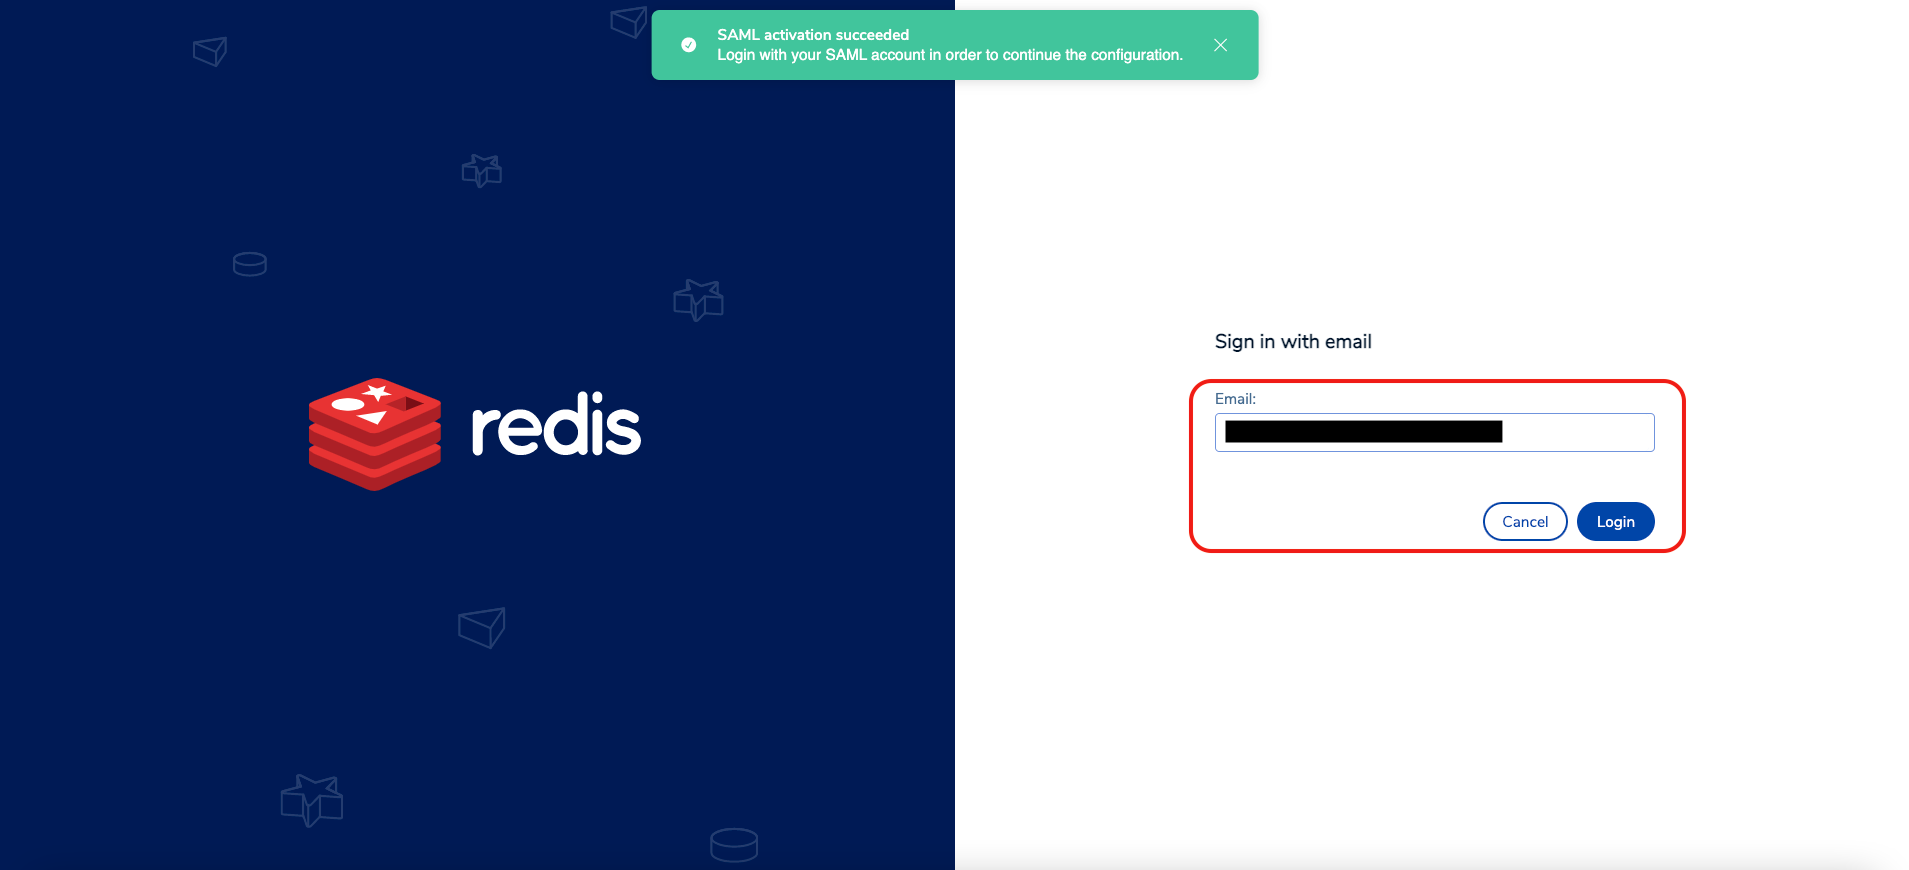 SAML activation succeeded
Login with your SAML account in order to continue the configuration.
redis
Sign in with email
Email:
Cancel
Login